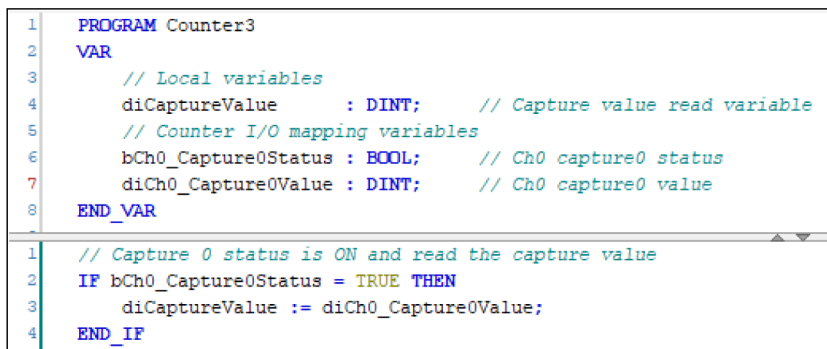 1 PROGRAM Counter3
2 VAR
3 // Local variables
4 diCaptureValue : DINT; // Capture value read variable
5 // Counter I/O mapping variables
6 bCh0_Capture0Status : BOOL; // Ch0 capture0 status
7 diCh0_Capture0Value : DINT; // Ch0 capture0 value
8 END_VAR
1 // Capture 0 status is ON and read the capture value
2 IF bCh0_Capture0Status = TRUE THEN
3 diCaptureValue := diCh0_Capture0Value;
4 END_IF